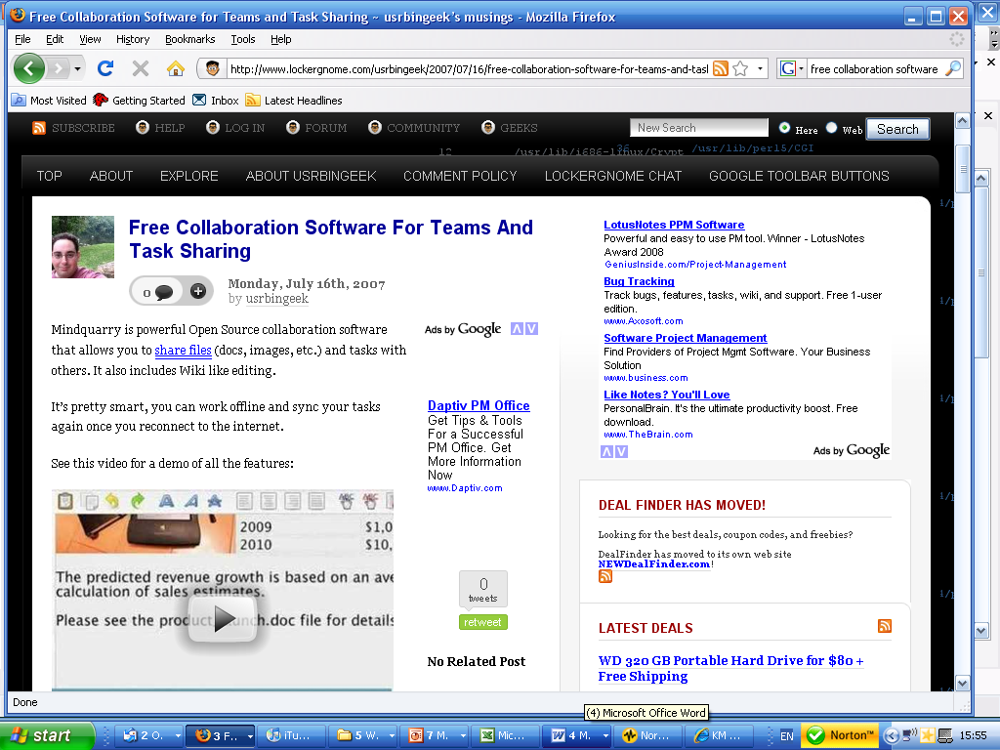 Free Collaboration Software for Teams and Task Sharing ~ usrbingeek's musings - Mozilla Firefox
File Edit View History Bookmarks Tools Help
http://www.lockergnome.com/usrbingeek/2007/07/16/free-collaboration-software-for-teams-and-tasl
free collaboration software
Most Visited Getting Started Inbox Latest Headlines
SUBSCRIBE HELP LOG IN FORUM COMMUNITY GEEKS
New Search Here Web Search
12 /usr/lib/i686-linux/Crypt 36 /usr/lib/perl5/CGI
TOP ABOUT EXPLORE ABOUT USRBINGEEK COMMENT POLICY LOCKERGNOME CHAT GOOGLE TOOLBAR BUTTONS
Free Collaboration Software For Teams And
Task Sharing
0
Monday, July 16th, 2007
by usrbingeek
Mindquarry is powerful Open Source collaboration software
that allows you to share files (docs, images, etc.) and tasks with
others. It also includes Wiki like editing.
It's pretty smart, you can work offline and sync your tasks
again once you reconnect to the internet.
See this video for a demo of all the features:
2009 $1,0
2010 $10,
The predicted revenue growth is based on an ave
calculation of sales estimates.
Please see the product nch.doc file for details
Ads by Google
Daptiv PM Office
Get Tips & Tools
For a Successful
PM Office. Get
More Information
Now
www.Daptiv.com
0
tweets
retweet
No Related Post
LotusNotes PPM Software
Powerful and easy to use PM tool. Winner - LotusNotes
Award 2008
GeniusInside.com/Project-Management
Bug Tracking
Track bugs, features, tasks, wiki, and support. Free 1-user
edition.
www.Axosoft.com
Software Project Management
Find Providers of Project Mgmt Software. Your Business
Solution
www.business.com
Like Notes? You'll Love
PersonalBrain. It's the ultimate productivity boost. Free
download.
www.TheBrain.com
Ads by Google
DEAL FINDER HAS MOVED!
Looking for the best deals, coupon codes, and freebies?
DealFinder has moved to its own web site
NEWDealFinder.com!
LATEST DEALS
WD 320 GB Portable Hard Drive for $80 +
Free Shipping
Done
(4) Microsoft Office Word
start 2 O... 3 F... iTu... 5 W... 7 M... Mic... 4 M... Nor... KM ... EN Norton™ 15:55